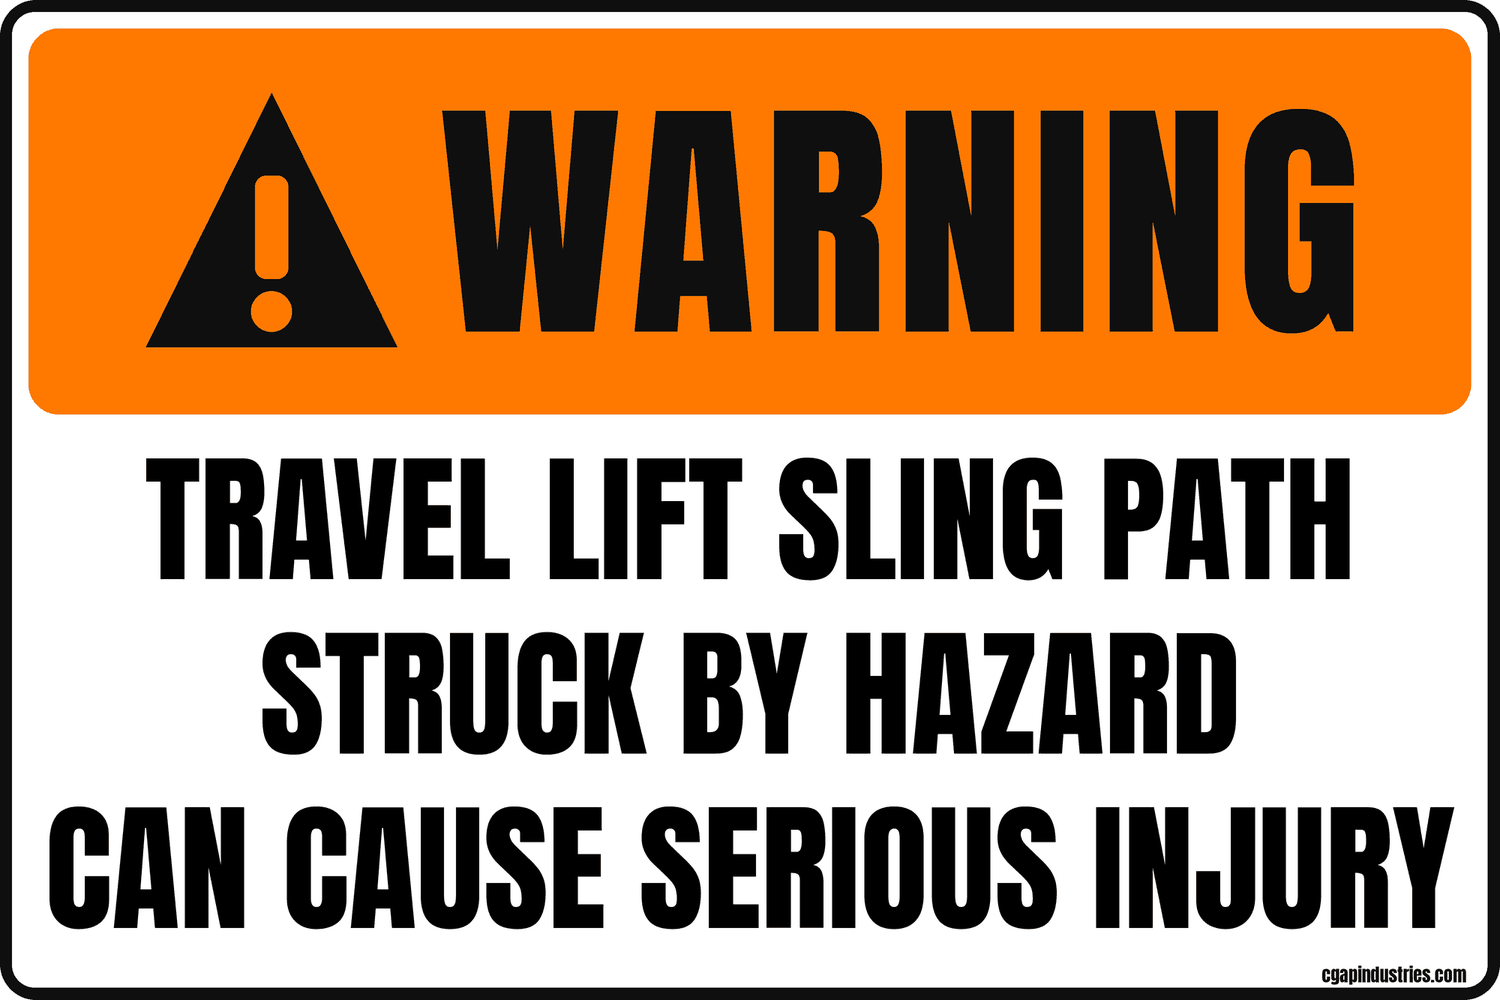 WARNING
TRAVEL LIFT SLING PATH
STRUCK BY HAZARD
CAN CAUSE SERIOUS INJURY
cgapindustries.com